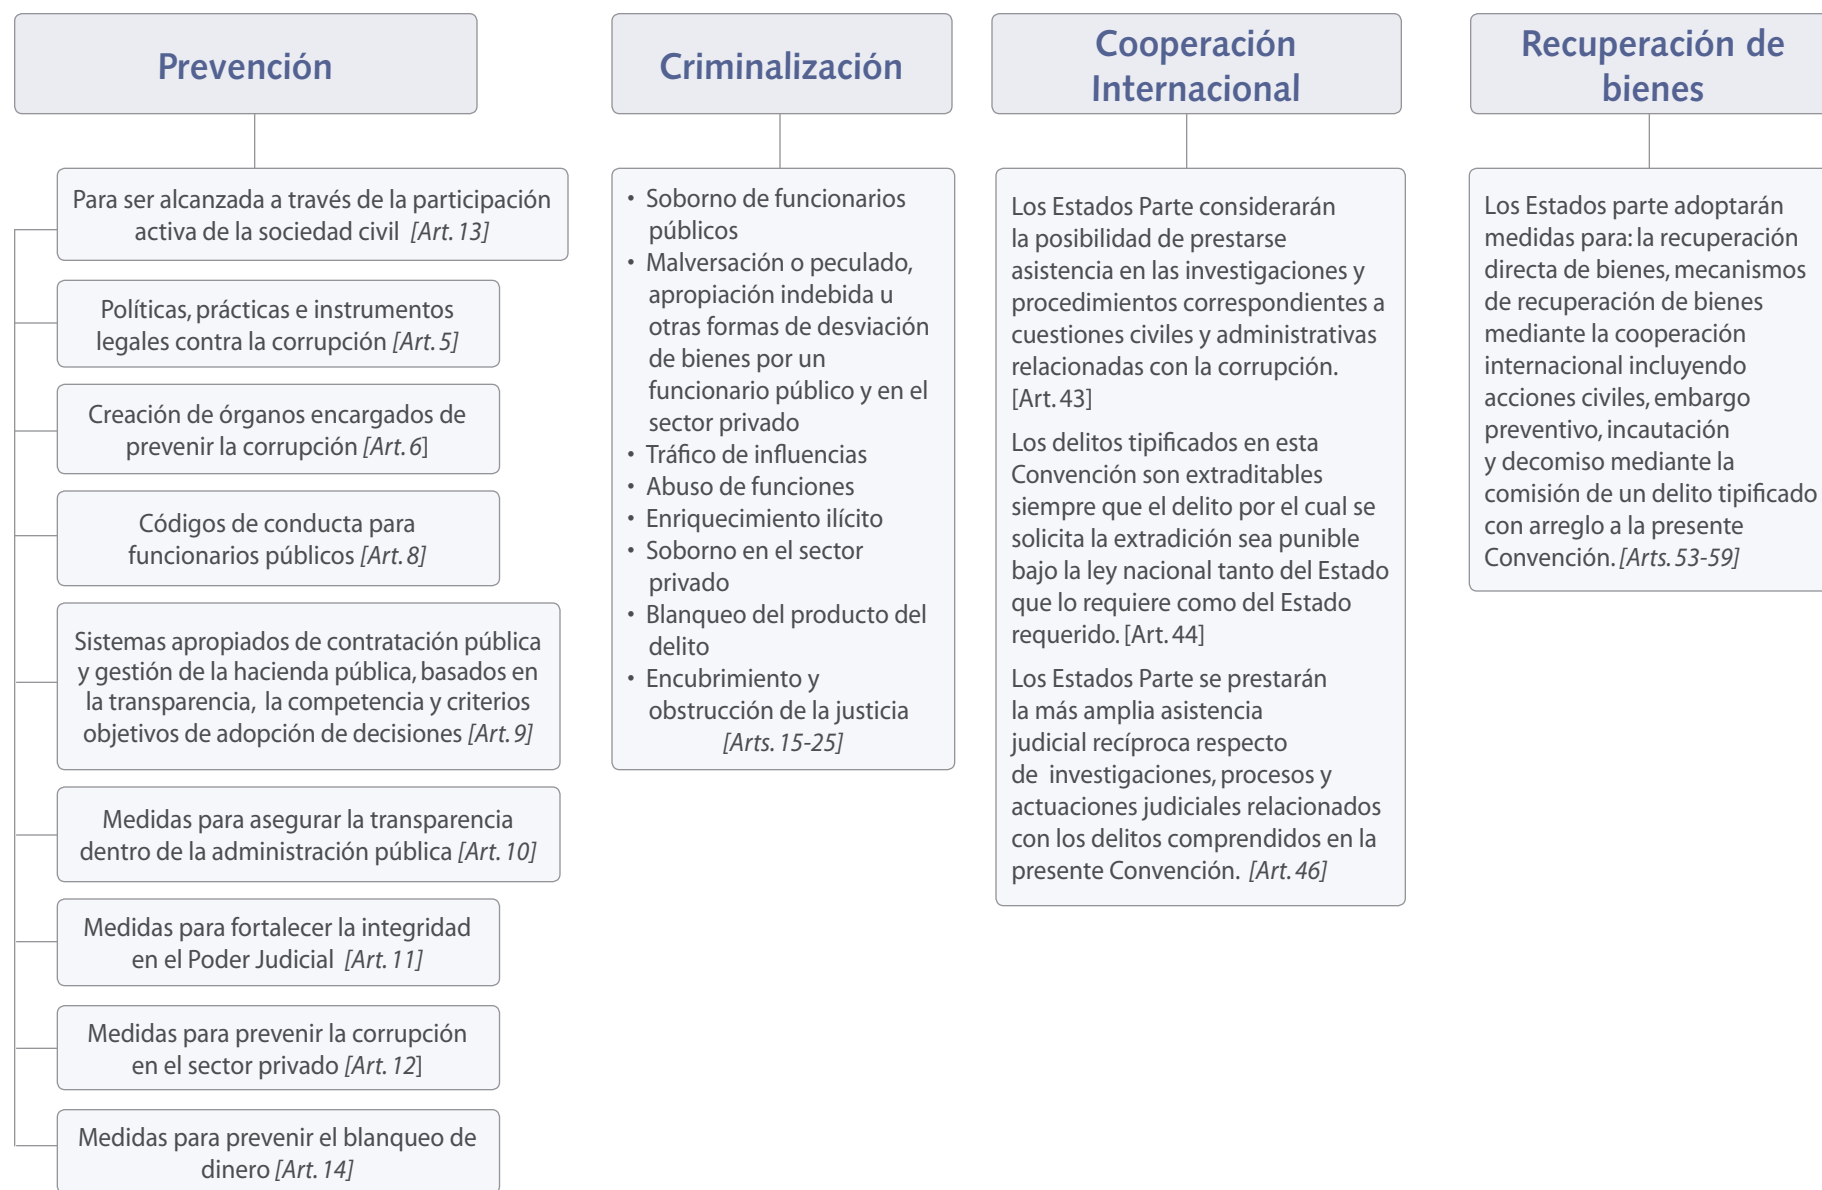 Prevención
Para ser alcanzada a través de la participación
activa de la sociedad civil [Art. 13]
Políticas, prácticas e instrumentos
legales contra la corrupción [Art. 5]
Creación de órganos encargados de
prevenir la corrupción [Art. 6]
Códigos de conducta para
funcionarios públicos [Art. 8]
Sistemas apropiados de contratación pública
y gestión de la hacienda pública, basados en
la transparencia, la competencia y criterios
objetivos de adopción de decisiones [Art. 9]
Medidas para asegurar la transparencia
dentro de la administración pública [Art. 10]
Medidas para fortalecer la integridad
en el Poder Judicial [Art. 11]
Medidas para prevenir la corrupción
en el sector privado [Art. 12]
Medidas para prevenir el blanqueo de
dinero [Art. 14]
Criminalización
• Soborno de funcionarios
públicos
• Malversación o peculado,
apropiación indebida u
otras formas de desviación
de bienes por un
funcionario público y en el
sector privado
• Tráfico de influencias
• Abuso de funciones
• Enriquecimiento ilícito
• Soborno en el sector
privado
• Blanqueo del producto del
delito
• Encubrimiento y
obstrucción de la justicia
[Arts. 15-25]
Cooperación
Internacional
Los Estados Parte considerarán
la posibilidad de prestarse
asistencia en las investigaciones y
procedimientos correspondientes a
cuestiones civiles y administrativas
relacionadas con la corrupción.
[Art. 43]
Los delitos tipificados en esta
Convención son extraditables
siempre que el delito por el cual se
solicita la extradición sea punible
bajo la ley nacional tanto del Estado
que lo requiere como del Estado
requerido. [Art. 44]
Los Estados Parte se prestarán
la más amplia asistencia
judicial recíproca respecto
de investigaciones, procesos y
actuaciones judiciales relacionados
con los delitos comprendidos en la
presente Convención. [Art. 46]
Recuperación de
bienes
Los Estados parte adoptarán
medidas para: la recuperación
directa de bienes, mecanismos
de recuperación de bienes
mediante la cooperación
internacional incluyendo
acciones civiles, embargo
preventivo, incautación
y decomiso mediante la
comisión de un delito tipificado
con arreglo a la presente
Convención. [Arts. 53-59]